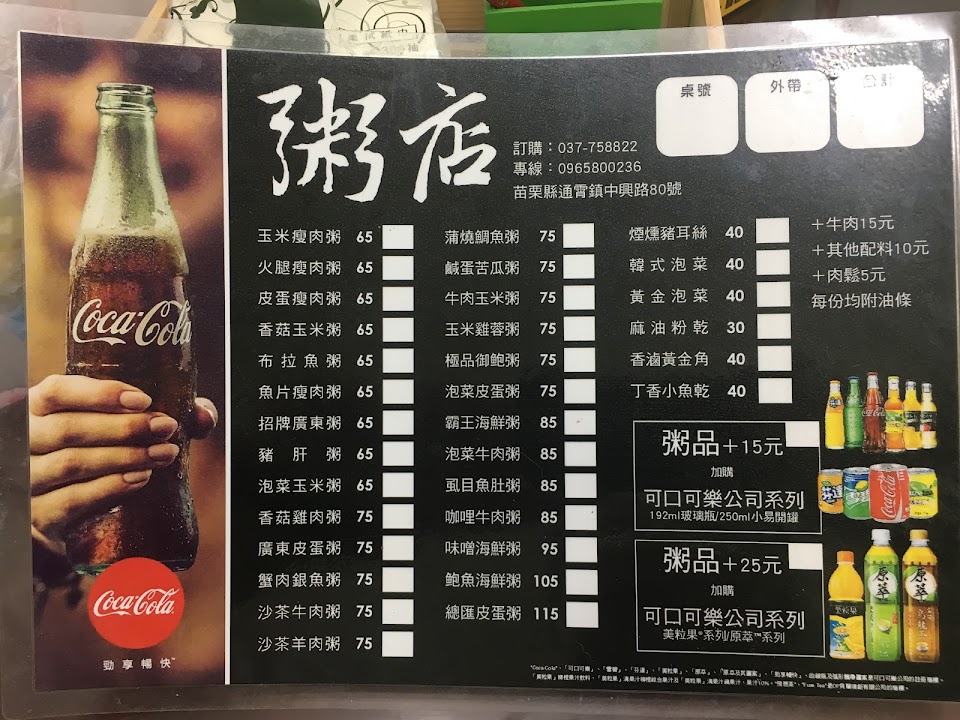 粥店
訂購：037-758822
專線：0965800236
苗栗縣通霄鎮中興路80號
桌號
外帶
合計
玉米瘦肉粥 65
火腿瘦肉粥 65
皮蛋瘦肉粥 65
香菇玉米粥 65
布拉魚粥 65
魚片瘦肉粥 65
招牌廣東粥 65
豬肝粥 65
泡菜玉米粥 65
香菇雞肉粥 75
廣東皮蛋粥 75
蟹肉銀魚粥 75
沙茶牛肉粥 75
沙茶羊肉粥 75
蒲燒鯛魚粥 75
鹹蛋苦瓜粥 75
牛肉玉米粥 75
玉米雞蓉粥 75
極品御鮑粥 75
泡菜皮蛋粥 75
霸王海鮮粥 85
泡菜牛肉粥 85
虱目魚肚粥 85
咖哩牛肉粥 85
味噌海鮮粥 95
鮑魚海鮮粥 105
總匯皮蛋粥 115
煙燻豬耳絲 40
韓式泡菜 40
黃金泡菜 40
麻油粉乾 30
香滷黃金角 40
丁香小魚乾 40
＋牛肉15元
＋其他配料10元
＋肉鬆5元
每份均附油條
粥品＋15元
加購
可口可樂公司系列
192ml玻璃瓶/250ml小易開罐
粥品＋25元
加購
可口可樂公司系列
美粒果®系列/原萃™系列
Coca-Cola
Coca-Cola
勁享暢快™
Coca-Cola
原萃
原萃
美粒果